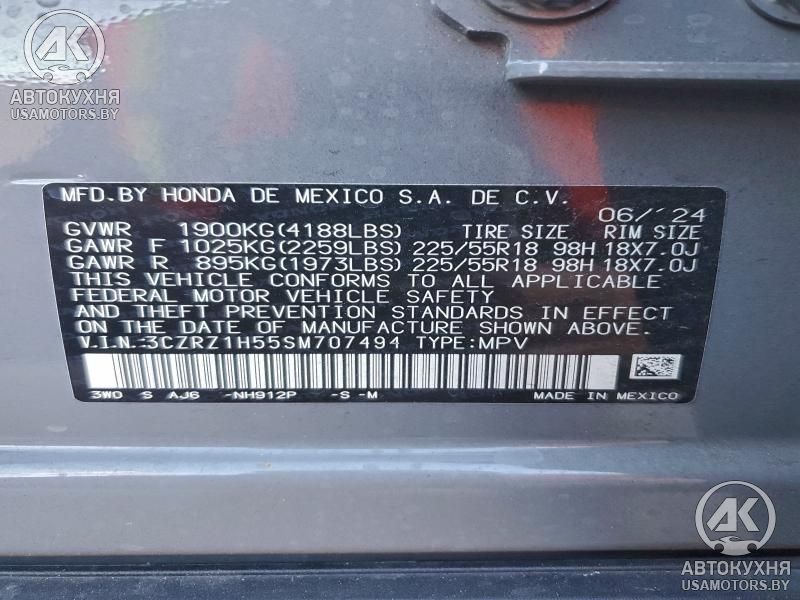 AK
АВТОКУХНЯ
USAMOTORS.BY
MFD.BY HONDA DE MEXICO S.A. DE C.V.
06/'24
GVWR 1900KG(4188LBS) TIRE SIZE RIM SIZE
GAWR F 1025KG(2259LBS) 225/55R18 98H 18X7.0J
GAWR R 895KG(1973LBS) 225/55R18 98H 18X7.0J
THIS VEHICLE CONFORMS TO ALL APPLICABLE
FEDERAL MOTOR VEHICLE SAFETY
AND THEFT PREVENTION STANDARDS IN EFFECT
ON THE DATE OF MANUFACTURE SHOWN ABOVE.
V.I.N.:3CZRZ1H55SM707494 TYPE:MPV
3W0 S AJ6 -NH912P -S -M MADE IN MEXICO
AK
АВТОКУХНЯ
USAMOTORS.BY